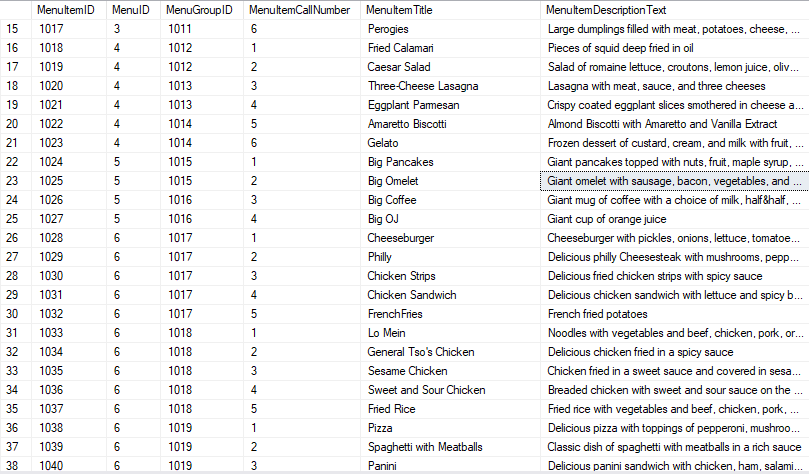 MenuItemID MenuID MenuGroupID MenuItemCallNumber MenuItemTitle MenuItemDescriptionText
15 1017 3 1011 6 Perogies Large dumplings filled with meat, potatoes, cheese, ...
16 1018 4 1012 1 Fried Calamari Pieces of squid deep fried in oil
17 1019 4 1012 2 Caesar Salad Salad of romaine lettuce, croutons, lemon juice, oliv...
18 1020 4 1013 3 Three-Cheese Lasagna Lasagna with meat, sauce, and three cheeses
19 1021 4 1013 4 Eggplant Parmesan Crispy coated eggplant slices smothered in cheese a...
20 1022 4 1014 5 Amaretto Biscotti Almond Biscotti with Amaretto and Vanilla Extract
21 1023 4 1014 6 Gelato Frozen dessert of custard, cream, and milk with fruit, ...
22 1024 5 1015 1 Big Pancakes Giant pancakes topped with nuts, fruit, maple syrup, ...
23 1025 5 1015 2 Big Omelet Giant omelet with sausage, bacon, vegetables, and ...
24 1026 5 1016 3 Big Coffee Giant mug of coffee with a choice of milk, half&half, ...
25 1027 5 1016 4 Big OJ Giant cup of orange juice
26 1028 6 1017 1 Cheeseburger Cheeseburger with pickles, onions, lettuce, tomatoe...
27 1029 6 1017 2 Philly Delicious philly Cheesesteak with mushrooms, pepp...
28 1030 6 1017 3 Chicken Strips Delicious fried chicken strips with spicy sauce
29 1031 6 1017 4 Chicken Sandwich Delicious chicken sandwich with lettuce and spicy b...
30 1032 6 1017 5 FrenchFries French fried potatoes
31 1033 6 1018 1 Lo Mein Noodles with vegetables and beef, chicken, pork, or...
32 1034 6 1018 2 General Tso's Chicken Delicious chicken fried in a spicy sauce
33 1035 6 1018 3 Sesame Chicken Chicken fried in a sweet sauce and covered in sesa...
34 1036 6 1018 4 Sweet and Sour Chicken Breaded chicken with sweet and sour sauce on the ...
35 1037 6 1018 5 Fried Rice Fried rice with vegetables and beef, chicken, pork, ...
36 1038 6 1019 1 Pizza Delicious pizza with toppings of pepperoni, mushroo...
37 1039 6 1019 2 Spaghetti with Meatballs Classic dish of spaghetti with meatballs in a rich sauce
38 1040 6 1019 3 Panini Delicious panini sandwich with chicken, ham, salami...